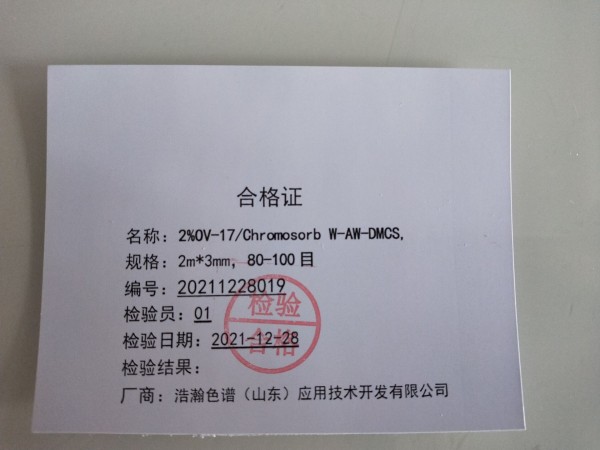 合格证
名称：2%OV-17/Chromosorb W-AW-DMCS,
规格：2m*3mm, 80-100目
编号：20211228019
检验员：01
检验日期：2021-12-28
检验结果：
厂商：浩瀚色谱（山东）应用技术开发有限公司
检验
合格